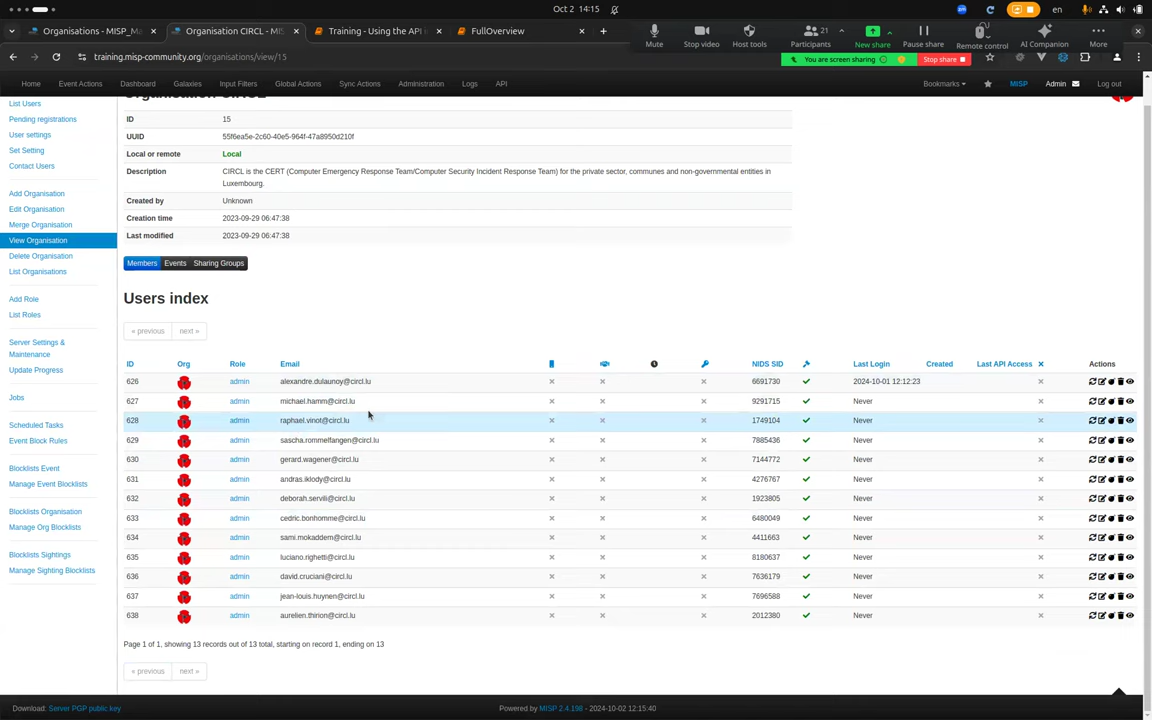 Oct 2 14:15
en
Organisations - MISP_Ma
Organisation CIRCL - MIS
Training - Using the API i
FullOverview
Mute
Stop video
Host tools
Participants
21
New share
Pause share
Remote control
AI Companion
More
You are screen sharing
Stop share
training.misp-community.org/organisations/view/15
Home
Event Actions
Dashboard
Galaxies
Input Filters
Global Actions
Sync Actions
Administration
Logs
API
Bookmarks
MISP
Admin
Log out
List Users
Pending registrations
User settings
Set Setting
Contact Users
Add Organisation
Edit Organisation
Merge Organisation
View Organisation
Delete Organisation
List Organisations
Add Role
List Roles
Server Settings &
Maintenance
Update Progress
Jobs
Scheduled Tasks
Event Block Rules
Blocklists Event
Manage Event Blocklists
Blocklists Organisation
Manage Org Blocklists
Blocklists Sightings
Manage Sighting Blocklists
Organisation CIRCL
ID 15
UUID 55f6ea5e-2c60-40e5-964f-47a8950d210f
Local or remote Local
Description CIRCL is the CERT (Computer Emergency Response Team/Computer Security Incident Response Team) for the private sector, communes and non-governmental entities in
Luxembourg.
Created by Unknown
Creation time 2023-09-29 06:47:38
Last modified 2023-09-29 06:47:38
Members Events Sharing Groups
Users index
« previous next »
ID Org Role Email NIDS SID Last Login Created Last API Access Actions
626 admin alexandre.dulaunoy@circl.lu 6691730 2024-10-01 12:12:23
627 admin michael.hamm@circl.lu 9291715 Never
628 admin raphael.vinot@circl.lu 1749104 Never
629 admin sascha.rommelfangen@circl.lu 7885436 Never
630 admin gerard.wagener@circl.lu 7144772 Never
631 admin andras.iklody@circl.lu 4276767 Never
632 admin deborah.servili@circl.lu 1923805 Never
633 admin cedric.bonhomme@circl.lu 6480049 Never
634 admin sami.mokaddem@circl.lu 4411663 Never
635 admin luciano.righetti@circl.lu 8180637 Never
636 admin david.cruciani@circl.lu 7636179 Never
637 admin jean-louis.huynen@circl.lu 7696588 Never
638 admin aurelien.thirion@circl.lu 2012380 Never
Page 1 of 1, showing 13 records out of 13 total, starting on record 1, ending on 13
« previous next »
Download: Server PGP public key
Powered by MISP 2.4.198 - 2024-10-02 12:15:40